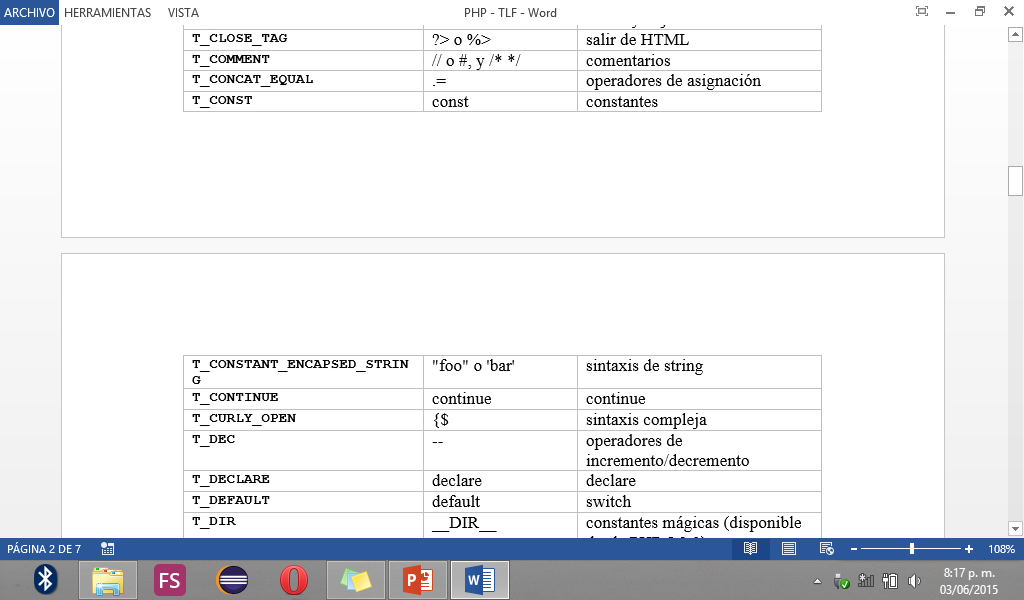 ARCHIVO HERRAMIENTAS VISTA PHP - TLF - Word
T_CLOSE_TAG ?> o %> salir de HTML
T_COMMENT // o #, y /* */ comentarios
T_CONCAT_EQUAL .= operadores de asignación
T_CONST const constantes
T_CONSTANT_ENCAPSED_STRIN "foo" o 'bar' sintaxis de string
G
T_CONTINUE continue continue
T_CURLY_OPEN {$ sintaxis compleja
T_DEC -- operadores de
incremento/decremento
T_DECLARE declare declare
T_DEFAULT default switch
T_DIR __DIR__ constantes mágicas (disponible
PÁGINA 2 DE 7 108%
FS P W
8:17 p. m.
03/06/2015